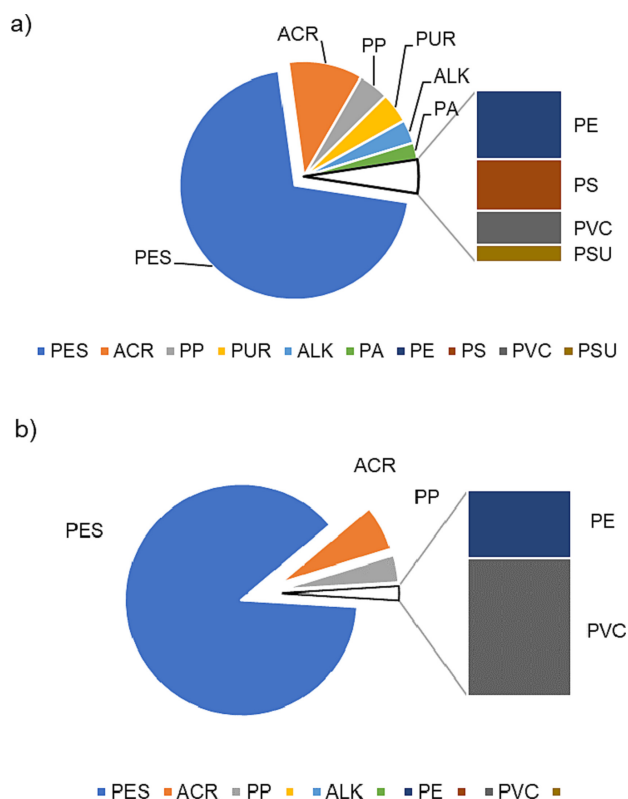 a)
ACR
PP
PUR
ALK
PA
PE
PS
PVC
PSU
PES
PES ACR PP PUR ALK PA PE PS PVC PSU
b)
ACR
PP
PES
PE
PVC
PES ACR PP ALK PE PVC